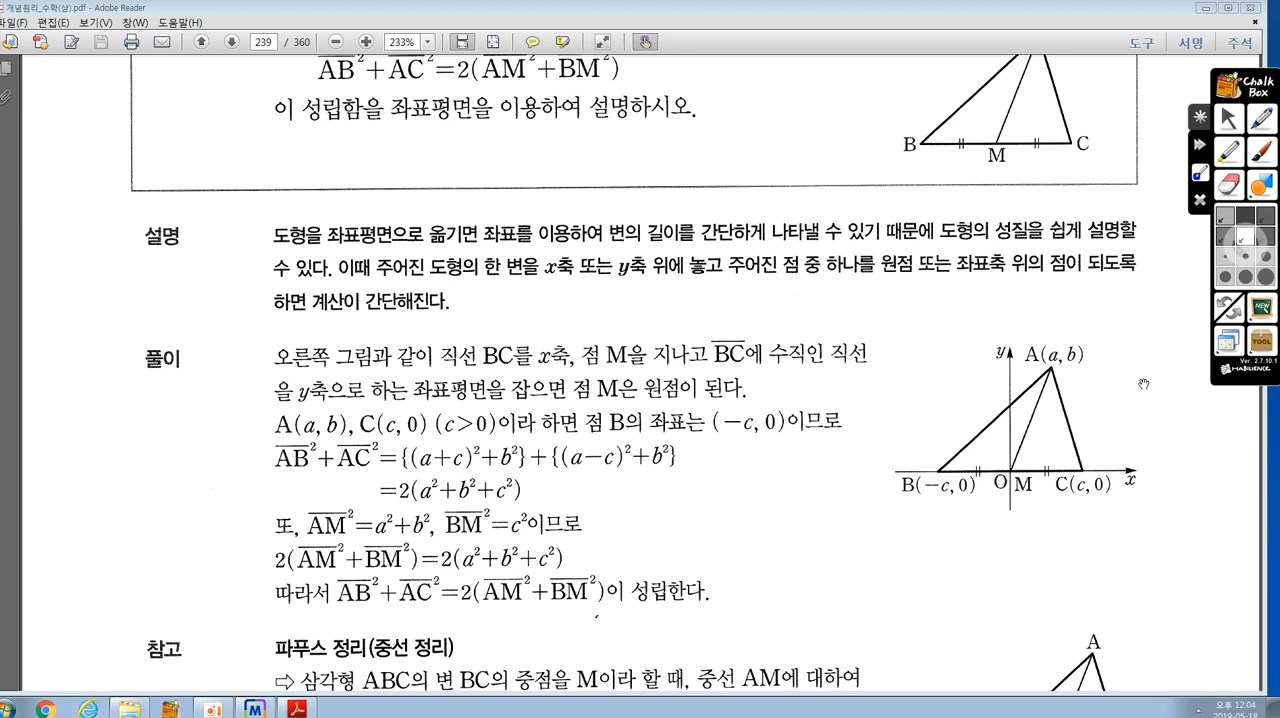 개념원리_수학(상).pdf - Adobe Reader
파일(F) 편집(E) 보기(V) 창(W) 도움말(H)
239 / 360 233% 도구 서명 주석
Chalk Box
AB²+AC²=2(AM²+BM²)
이 성립함을 좌표평면을 이용하여 설명하시오.
B M C
설명 도형을 좌표평면으로 옮기면 좌표를 이용하여 변의 길이를 간단하게 나타낼 수 있기 때문에 도형의 성질을 쉽게 설명할
수 있다. 이때 주어진 도형의 한 변을 x축 또는 y축 위에 놓고 주어진 점 중 하나를 원점 또는 좌표축 위의 점이 되도록
하면 계산이 간단해진다.
NEW
TOOL
Ver. 2.7.10.1
HABILIENCE
풀이 오른쪽 그림과 같이 직선 BC를 x축, 점 M을 지나고 BC에 수직인 직선
을 y축으로 하는 좌표평면을 잡으면 점 M은 원점이 된다.
A(a, b), C(c, 0) (c>0)이라 하면 점 B의 좌표는 (-c, 0)이므로
AB²+AC²={(a+c)²+b²}+{(a-c)²+b²}
=2(a²+b²+c²)
또, AM²=a²+b², BM²=c²이므로
2(AM²+BM²)=2(a²+b²+c²)
따라서 AB²+AC²=2(AM²+BM²)이 성립한다.
y A(a, b)
B(-c, 0) O M C(c, 0) x
참고 파푸스 정리(중선 정리)
⇨ 삼각형 ABC의 변 BC의 중점을 M이라 할 때, 중선 AM에 대하여
A
오후 12:04
2019-05-18